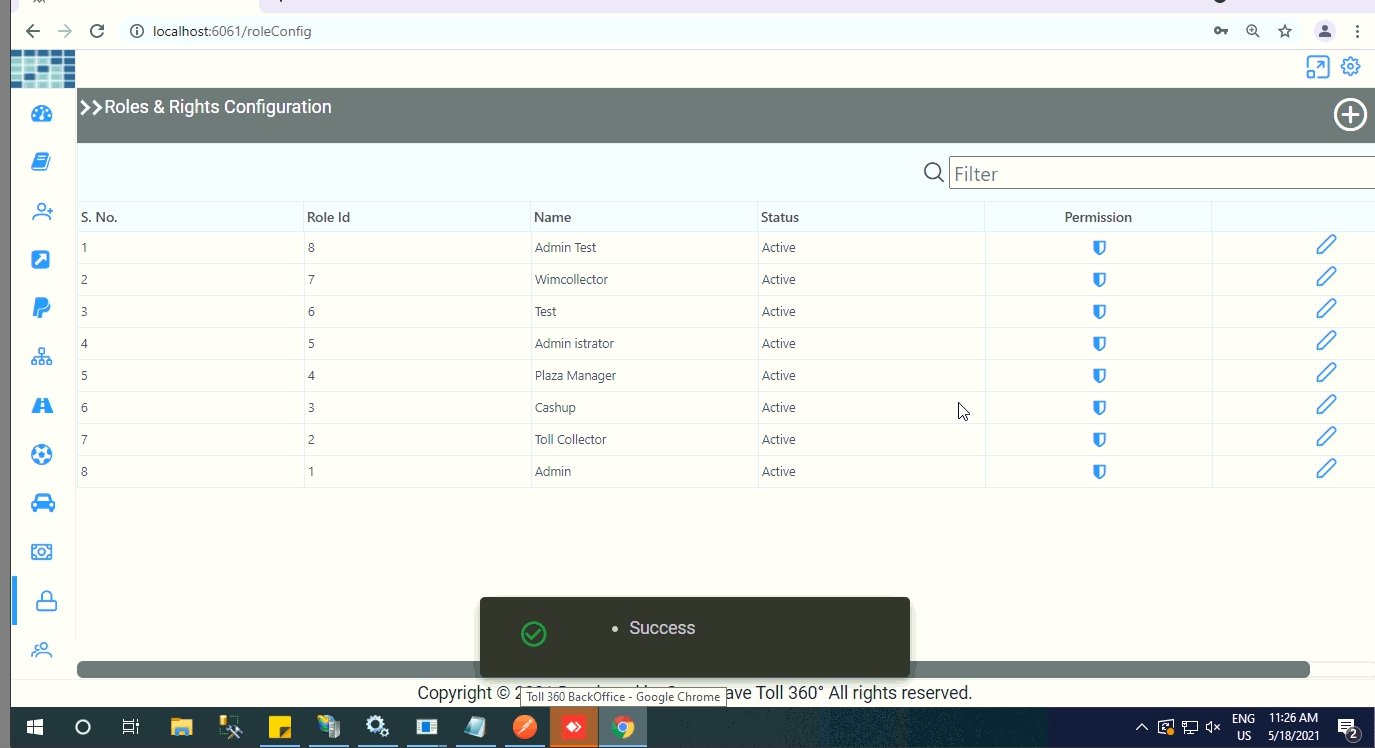 localhost:6061/roleConfig
Roles & Rights Configuration
Filter
S. No. Role Id Name Status Permission
1 8 Admin Test Active
2 7 Wimcollector Active
3 6 Test Active
4 5 Admin istrator Active
5 4 Plaza Manager Active
6 3 Cashup Active
7 2 Toll Collector Active
8 1 Admin Active
• Success
Copyright © ave Toll 360° All rights reserved.
Toll 360 BackOffice - Google Chrome
ENG 11:26 AM
US 5/18/2021
2